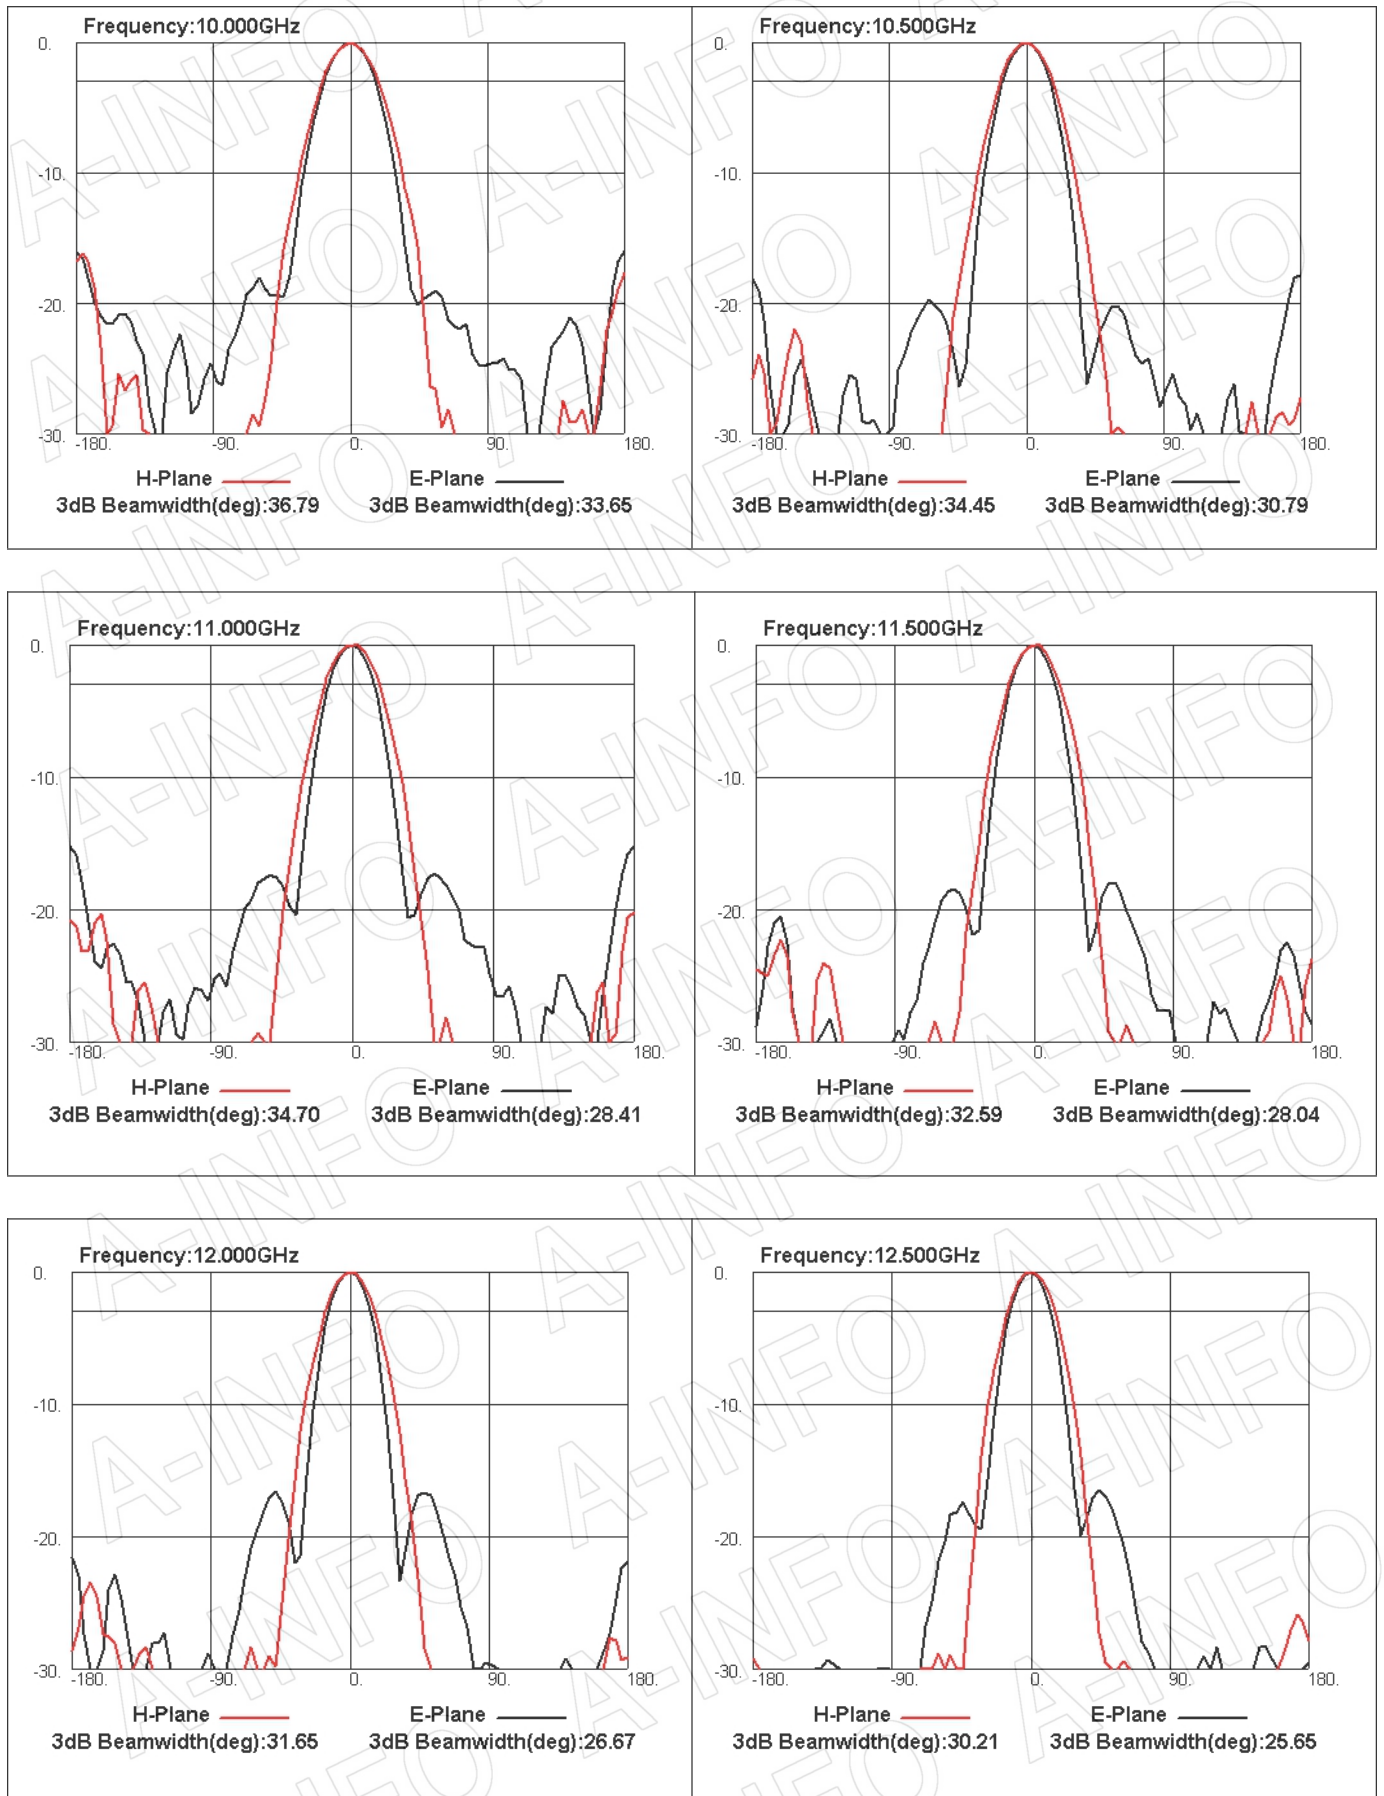 Frequency:10.000GHz
0.
-10.
-20.
-30.
-180.
-90.
0.
90.
180.
H-Plane
E-Plane
3dB Beamwidth(deg):36.79
3dB Beamwidth(deg):33.65
Frequency:10.500GHz
0.
-10.
-20.
-30.
-180.
-90.
0.
90.
180.
H-Plane
E-Plane
3dB Beamwidth(deg):34.45
3dB Beamwidth(deg):30.79
Frequency:11.000GHz
0.
-10.
-20.
-30.
-180.
-90.
0.
90.
180.
H-Plane
E-Plane
3dB Beamwidth(deg):34.70
3dB Beamwidth(deg):28.41
Frequency:11.500GHz
0.
-10.
-20.
-30.
-180.
-90.
0.
90.
180.
H-Plane
E-Plane
3dB Beamwidth(deg):32.59
3dB Beamwidth(deg):28.04
Frequency:12.000GHz
0.
-10.
-20.
-30.
-180.
-90.
0.
90.
180.
H-Plane
E-Plane
3dB Beamwidth(deg):31.65
3dB Beamwidth(deg):26.67
Frequency:12.500GHz
0.
-10.
-20.
-30.
-180.
-90.
0.
90.
180.
H-Plane
E-Plane
3dB Beamwidth(deg):30.21
3dB Beamwidth(deg):25.65
A-INFO